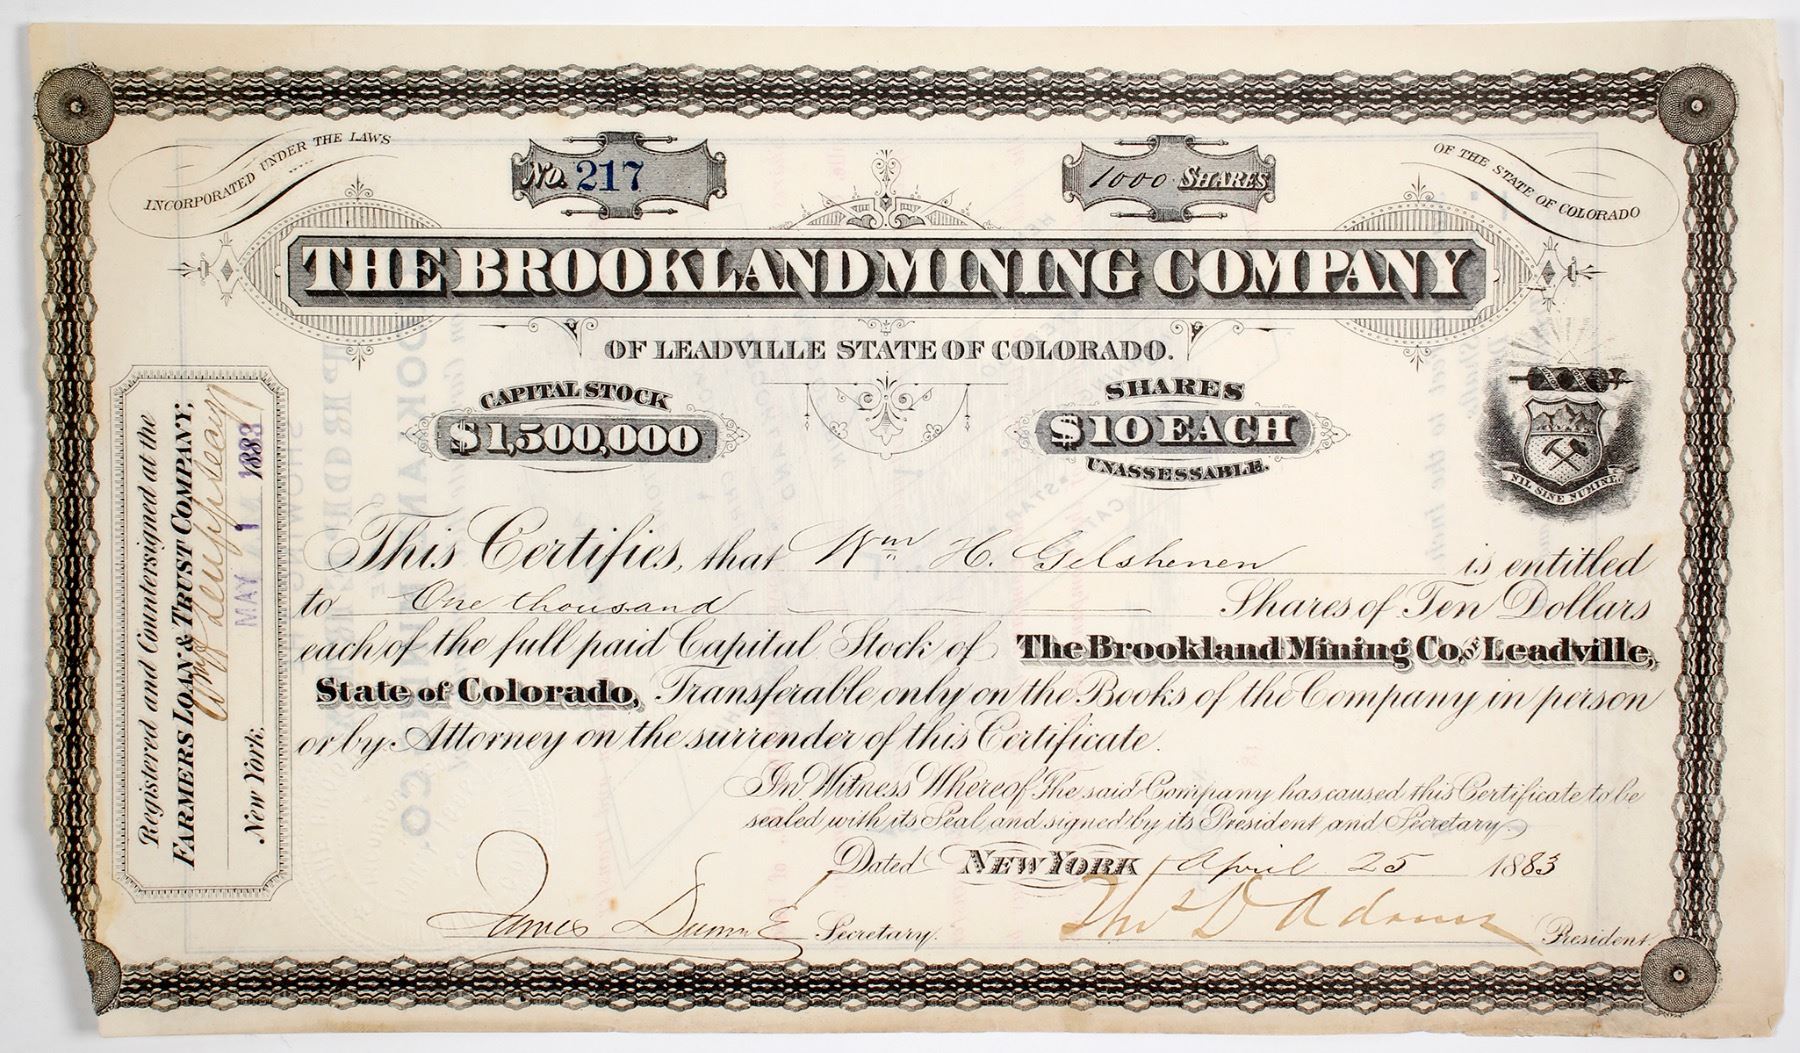 INCORPORATED UNDER THE LAWS
OF THE STATE OF COLORADO
No. 217
1000 SHARES
THE BROOKLAND MINING COMPANY
OF LEADVILLE STATE OF COLORADO.
CAPITAL STOCK
$1,500,000
SHARES
$10 EACH
UNASSESSABLE.
NIL SINE NUMINE.
Registered and Countersigned at the
FARMERS LOAN & TRUST COMPANY,
New York.
MAY 1 1883
This Certifies, that Wm H. Gelshenen is entitled
to One thousand Shares of Ten Dollars
each of the full paid Capital Stock of The Brookland Mining Co, of Leadville,
State of Colorado, Transferable only on the Books of the Company in person
or by Attorney on the surrender of this Certificate.
In Witness Whereof The said Company has caused this Certificate to be
sealed with its Seal and signed by its President and Secretary.
Dated NEW YORK April 25 1883
James Secretary.
Thos D Adams President.